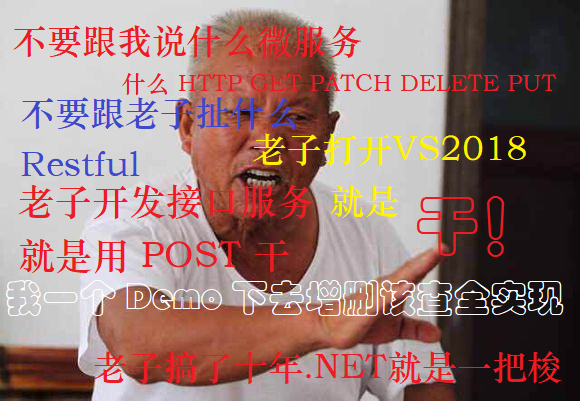 不要跟我说什么微服务
什么 HTTP GET PATCH DELETE PUT
不要跟老子扯什么
Restful
老子打开VS2018
老子开发接口服务 就是
干!
就是用 POST 干
我一个 Demo 下去增删该查全实现
老子搞了十年.NET就是一把梭